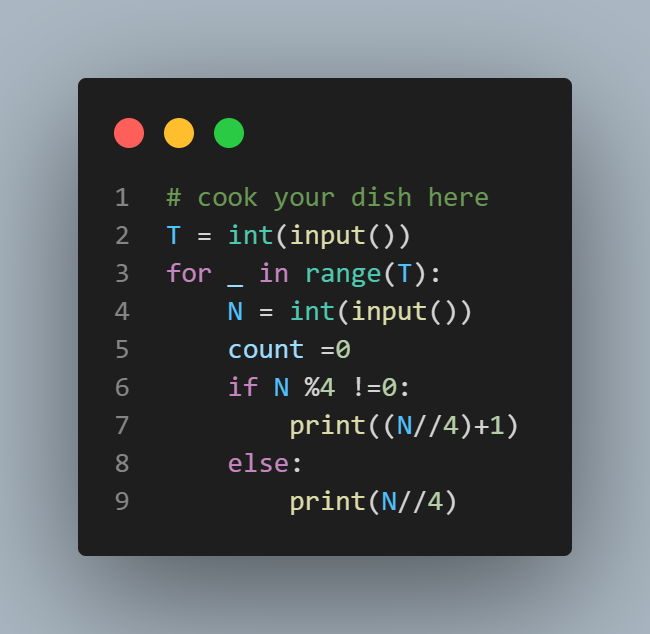 1 # cook your dish here
2 T = int(input())
3 for _ in range(T):
4     N = int(input())
5     count =0
6     if N %4 !=0:
7         print((N//4)+1)
8     else:
9         print(N//4)